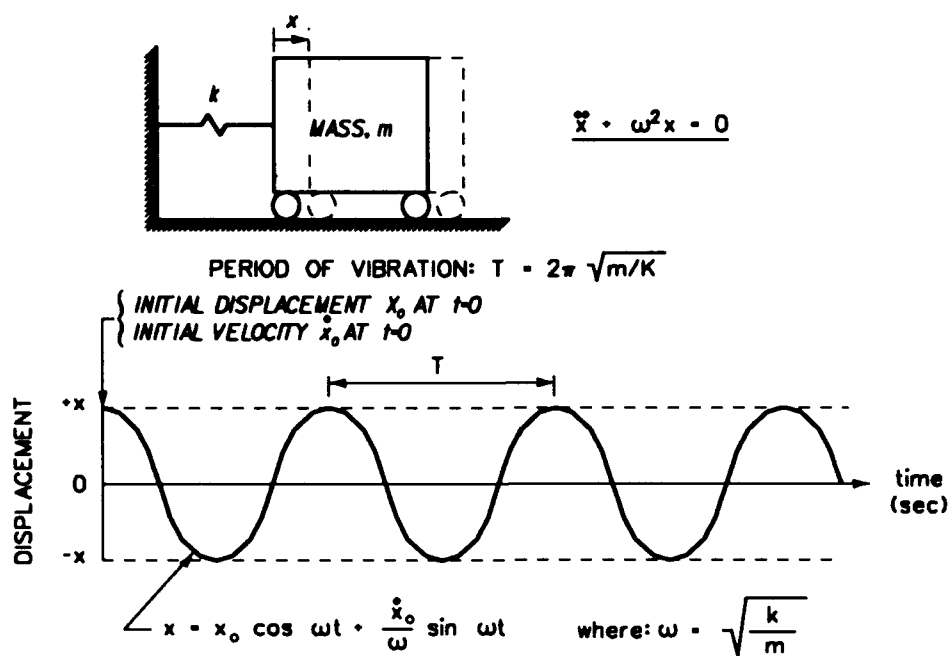 x
k
MASS, m
ẍ + ω²x = 0
PERIOD OF VIBRATION: T = 2π √m/K
INITIAL DISPLACEMENT X₀ AT t=0
INITIAL VELOCITY ẋ₀ AT t=0
T
DISPLACEMENT
+x
0
-x
time
(sec)
x = x₀ cos ωt + ẋ₀/ω sin ωt where: ω = √k/m